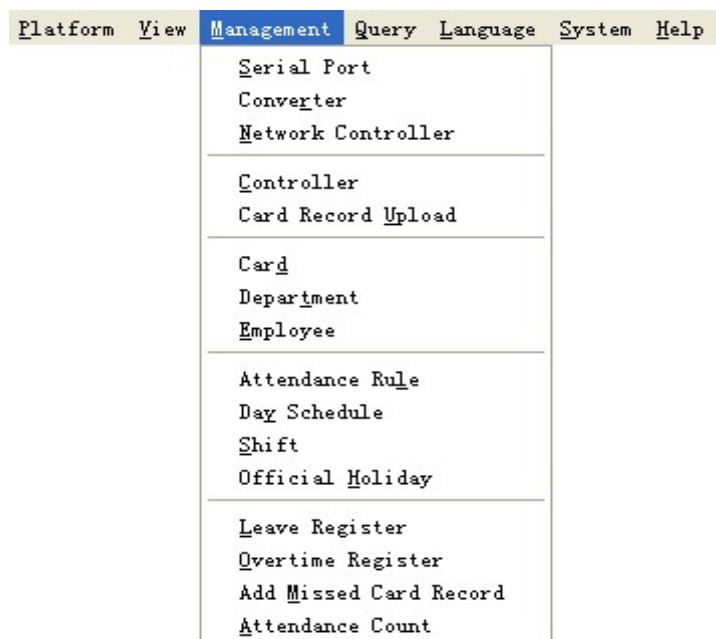 Platform View Management Query Language System Help
Serial Port
Converter
Network Controller
Controller
Card Record Upload
Card
Department
Employee
Attendance Rule
Day Schedule
Shift
Official Holiday
Leave Register
Overtime Register
Add Missed Card Record
Attendance Count